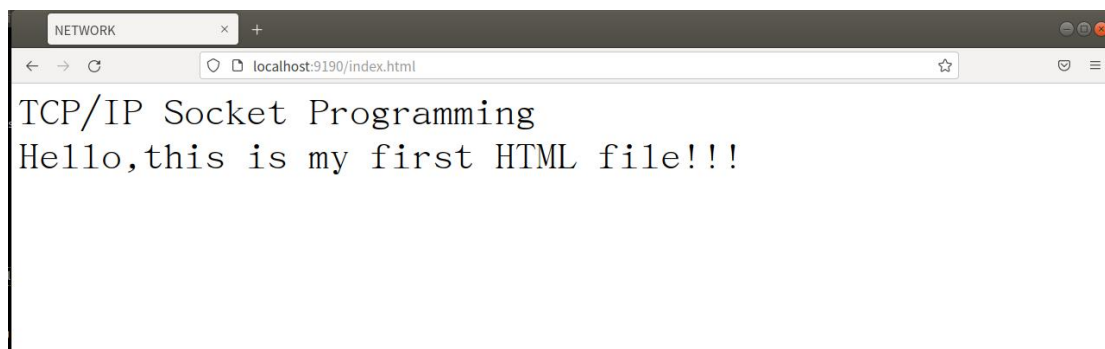 NETWORK
localhost:9190/index.html
TCP/IP Socket Programming
Hello,this is my first HTML file!!!